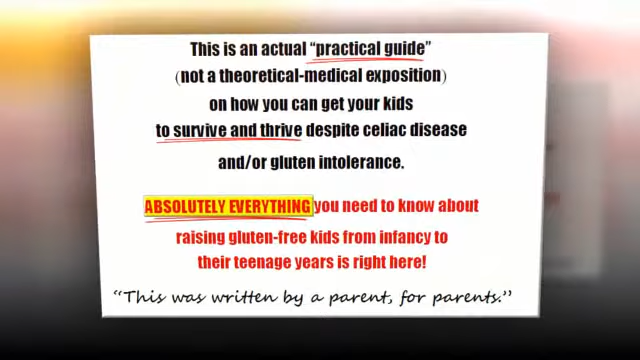 This is an actual “practical guide”
(not a theoretical-medical exposition)
on how you can get your kids
to survive and thrive despite celiac disease
and/or gluten intolerance.
ABSOLUTELY EVERYTHING you need to know about
raising gluten-free kids from infancy to
their teenage years is right here!
“This was written by a parent, for parents.”